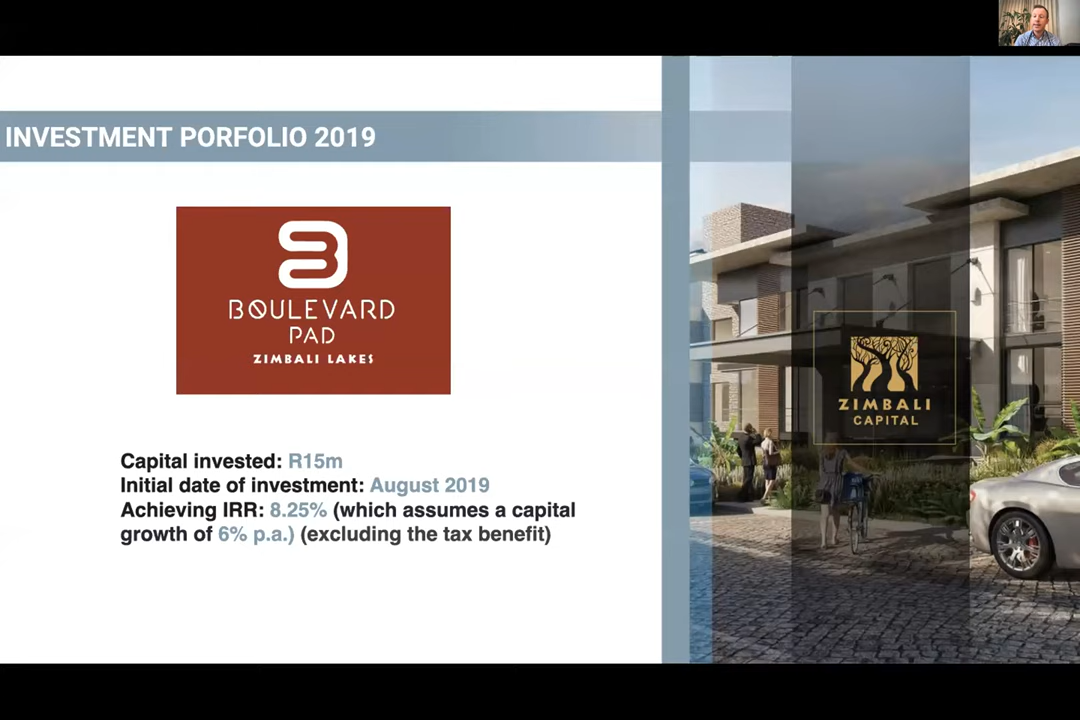 INVESTMENT PORFOLIO 2019
BOULEVARD
PAD
ZIMBALI LAKES
Capital invested: R15m
Initial date of investment: August 2019
Achieving IRR: 8.25% (which assumes a capital
growth of 6% p.a.) (excluding the tax benefit)
ZIMBALI
CAPITAL